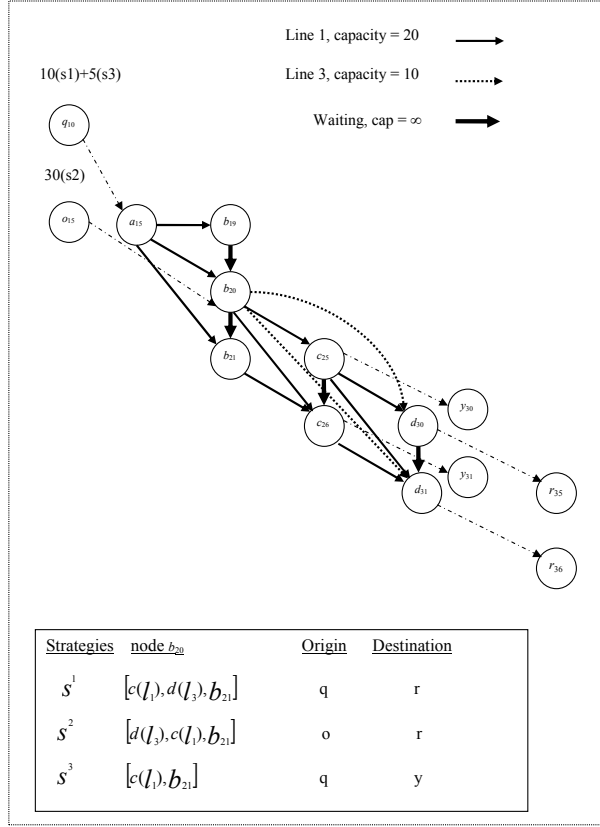 Line 1, capacity = 20
10(s1)+5(s3)
Line 3, capacity = 10
Waiting, cap = ∞
q10
30(s2)
o15
a15
b19
b20
b21
c25
y30
c26
d30
y31
d31
r35
r36
Strategies node b20 Origin Destination
s1 [c(l1), d(l3), b21] q r
s2 [d(l3), c(l1), b21] o r
s3 [c(l1), b21] q y